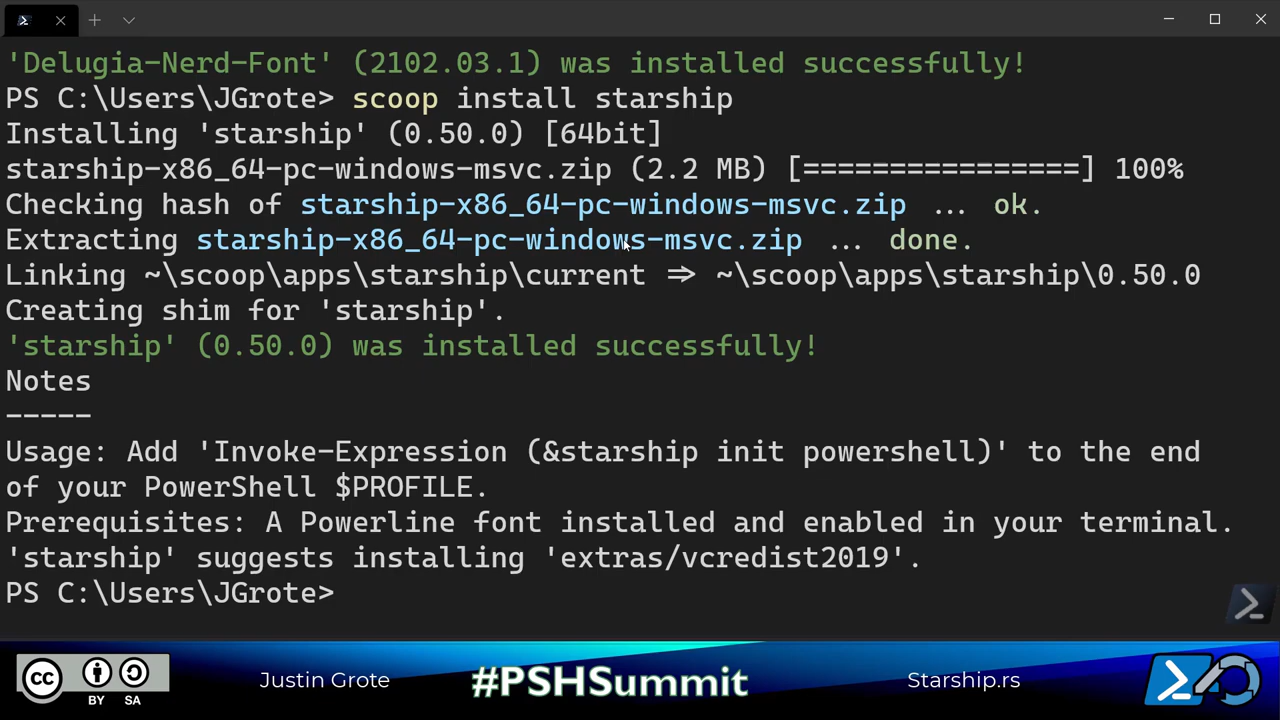 'Delugia-Nerd-Font' (2102.03.1) was installed successfully!
PS C:\Users\JGrote> scoop install starship
Installing 'starship' (0.50.0) [64bit]
starship-x86_64-pc-windows-msvc.zip (2.2 MB) [================] 100%
Checking hash of starship-x86_64-pc-windows-msvc.zip ... ok.
Extracting starship-x86_64-pc-windows-msvc.zip ... done.
Linking ~\scoop\apps\starship\current => ~\scoop\apps\starship\0.50.0
Creating shim for 'starship'.
'starship' (0.50.0) was installed successfully!
Notes
-----
Usage: Add 'Invoke-Expression (&starship init powershell)' to the end
of your PowerShell $PROFILE.
Prerequisites: A Powerline font installed and enabled in your terminal.
'starship' suggests installing 'extras/vcredist2019'.
PS C:\Users\JGrote>
cc BY SA
Justin Grote
#PSHSummit
Starship.rs